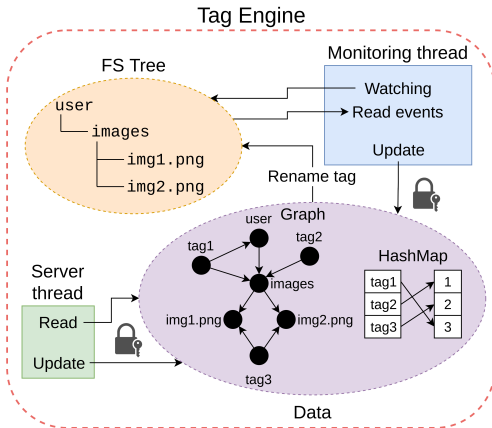 Tag Engine
FS Tree
user
images
img1.png
img2.png
Monitoring thread
Watching
Read events
Update
Rename tag
Graph
user
tag1
tag2
images
img1.png
img2.png
tag3
HashMap
tag1
1
tag2
2
tag3
3
Server
thread
Read
Update
Data